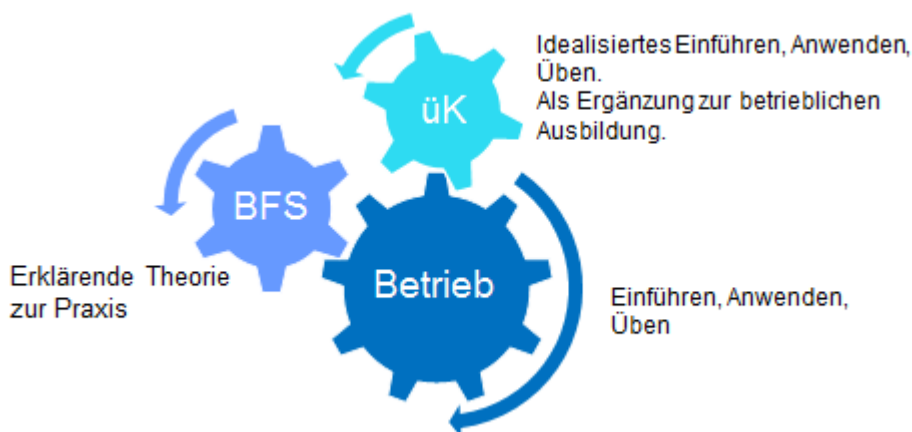 Idealisiertes Einführen, Anwenden,
Üben.
Als Ergänzung zur betrieblichen
Ausbildung.
üK
BFS
Erklärende Theorie
zur Praxis
Betrieb
Einführen, Anwenden,
Üben